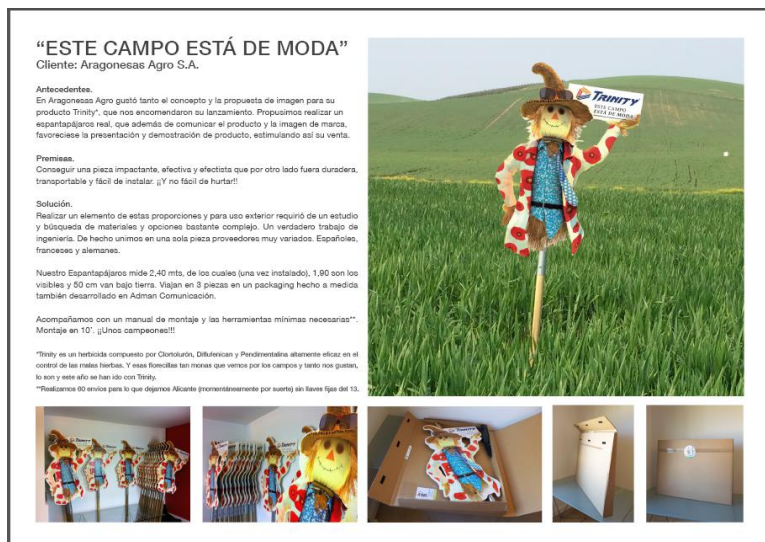 “ESTE CAMPO ESTÁ DE MODA”
Cliente: Aragonesas Agro S.A.
Antecedentes.
En Aragonesas Agro gustó tanto el concepto y la propuesta de imagen para su
producto Trinity*, que nos encomendaron su lanzamiento. Propusimos realizar un
espantapájaros real, que además de comunicar el producto y la imagen de marca,
favoreciese la presentación y demostración de producto, estimulando así su venta.
Premisas.
Conseguir una pieza impactante, efectiva y efectista que por otro lado fuera duradera,
transportable y fácil de instalar. ¡¡Y no fácil de hurtar!!
Solución.
Realizar un elemento de estas proporciones y para uso exterior requirió de un estudio
y búsqueda de materiales y opciones bastante complejo. Un verdadero trabajo de
ingeniería. De hecho unimos en una sola pieza proveedores muy variados. Españoles,
franceses y alemanes.
Nuestro Espantapájaros mide 2,40 mts, de los cuales (una vez instalado), 1,90 son los
visibles y 50 cm van bajo tierra. Viajan en 3 piezas en un packaging hecho a medida
también desarrollado en Adman Comunicación.
Acompañamos con un manual de montaje y las herramientas mínimas necesarias**.
Montaje en 10´. ¡¡Unos campeones!!!
*Trinity es un herbicida compuesto por Clortolurón, Diflufenican y Pendimentalina altamente eficaz en el
control de las malas hierbas. Y esas florecillas tan monas que vemos por los campos y tanto nos gustan,
lo son y este año se han ido con Trinity.
**Realizamos 60 envíos para lo que dejamos Alicante (momentáneamente por suerte) sin llaves fijas del 13.
TRINITY
ESTE CAMPO
ESTÁ DE MODA
TRINITY
TRINITY
TRINITY